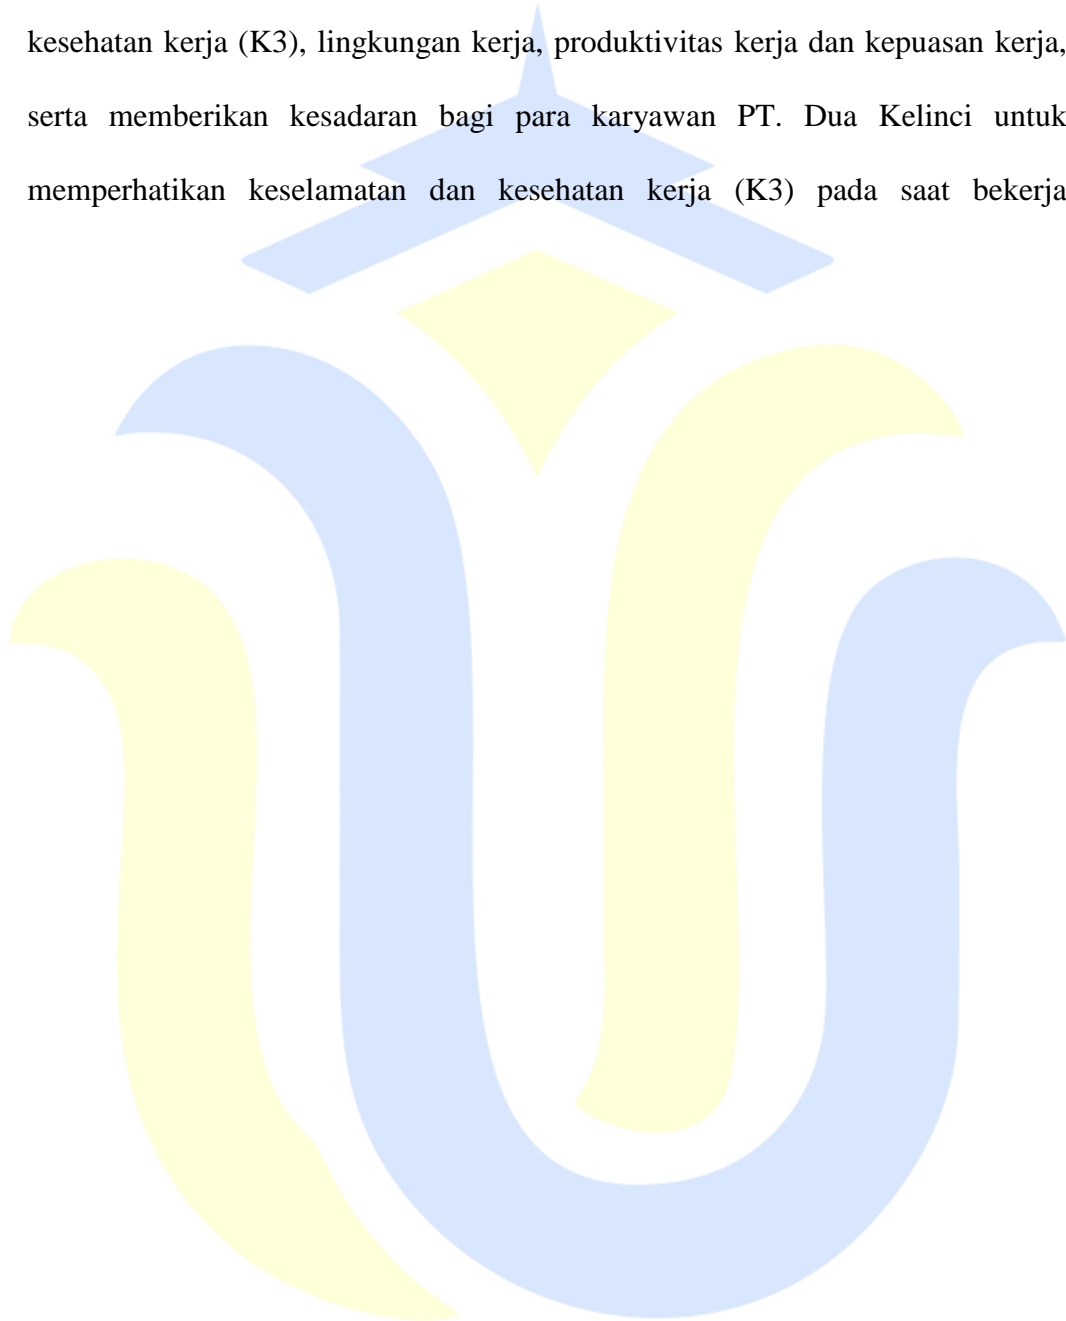 kesehatan kerja (K3), lingkungan kerja, produktivitas kerja dan kepuasan kerja,
serta memberikan kesadaran bagi para karyawan PT. Dua Kelinci untuk
memperhatikan keselamatan dan kesehatan kerja (K3) pada saat bekerja